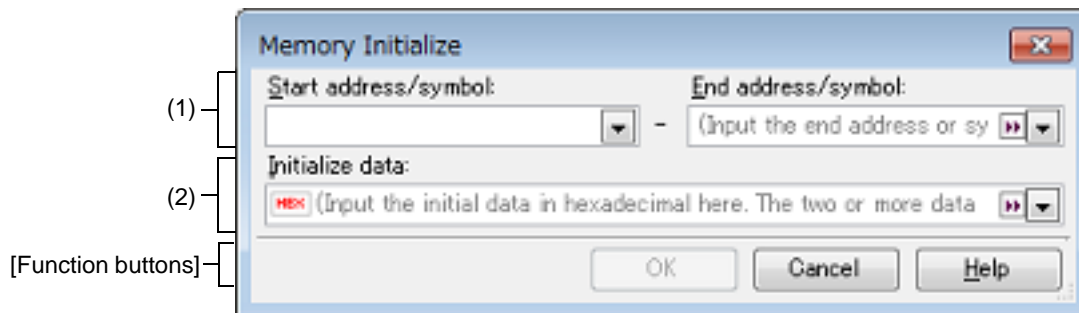 Memory Initialize
(1)
Start address/symbol:
End address/symbol:
-
(Input the end address or sy
(2)
Initialize data:
HEX (Input the initial data in hexadecimal here. The two or more data
[Function buttons]
OK
Cancel
Help